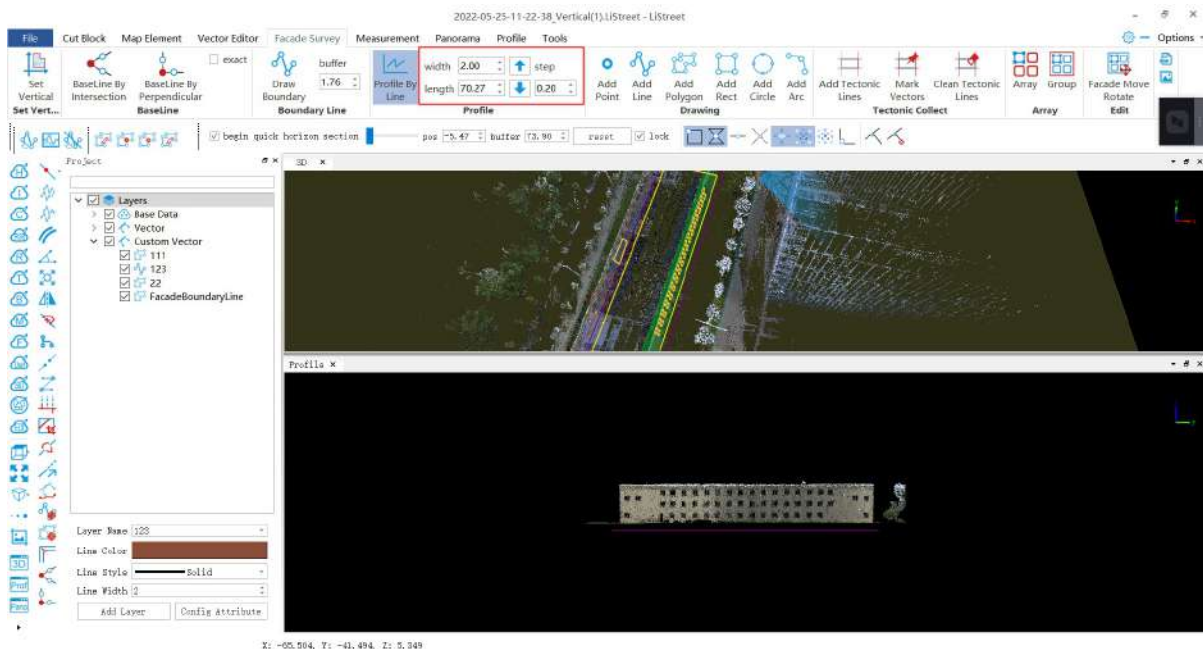 2022-05-25-11-22-38_Vertical(1).LiStreet - LiStreet
File Cut Block Map Element Vector Editor Facade Survey Measurement Panorama Profile Tools Options
Set Vertical
BaseLine By Intersection
BaseLine By Perpendicular
exact
Draw Boundary
buffer
1.76
Profile By Line
width 2.00 step
length 70.27 0.20
Add Point
Add Line
Add Polygon
Add Rect
Add Circle
Add Arc
Add Tectonic Lines
Mark Vectors
Clean Tectonic Lines
Array
Group
Facade Move Rotate
Set Vert... BaseLine Boundary Line Profile Drawing Tectonic Collect Array Edit
begin quick horizon section pos -5.47 buffer 73.90 reset lock
Project
3D
Layers
Base Data
Vector
Custom Vector
111
123
22
FacadeBoundaryLine
Profile
Layer Name 123
Line Color
Line Style Solid
Line Width 2
Add Layer Config Attribute
3D
Prof
Pano
X: -65.504, Y: -41.494, Z: 5.349